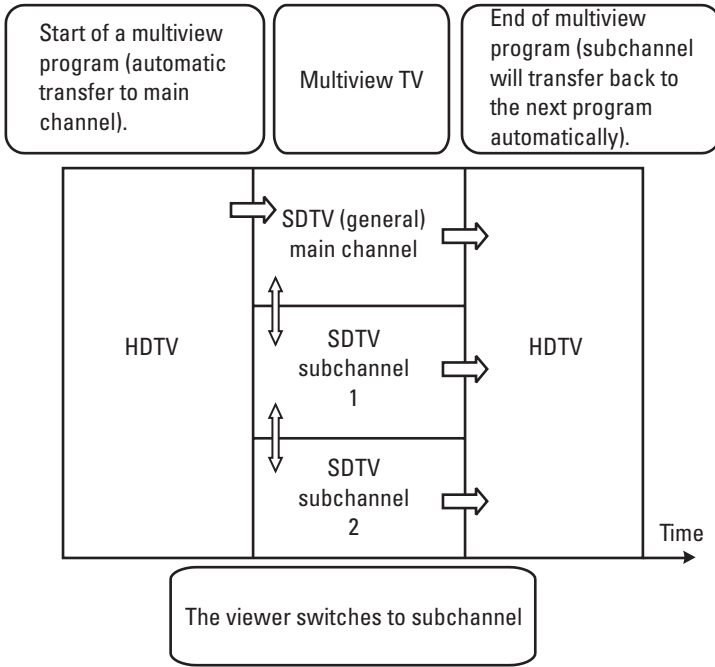 Start of a multiview
program (automatic
transfer to main
channel).
Multiview TV
End of multiview
program (subchannel
will transfer back to
the next program
automatically).
HDTV
SDTV (general)
main channel
SDTV
subchannel
1
SDTV
subchannel
2
HDTV
Time
The viewer switches to subchannel